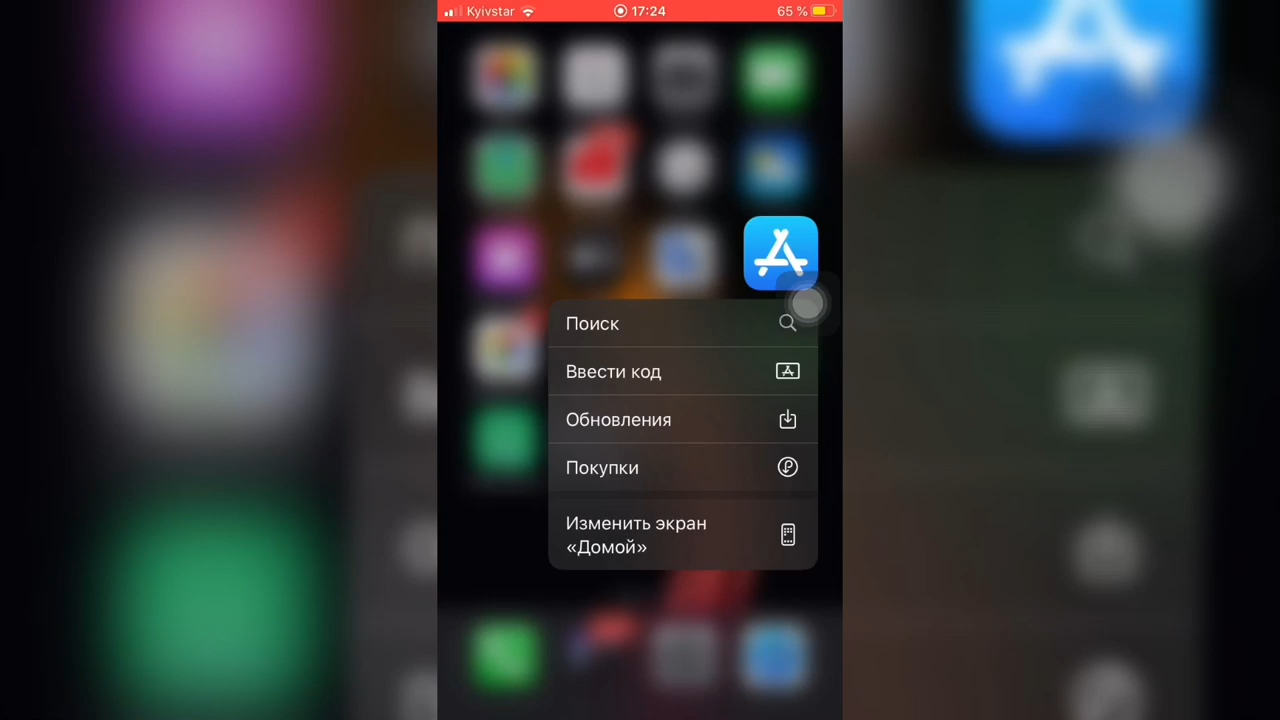 Kyivstar 17:24 65 %
Поиск
Ввести код
Обновления
Покупки
Изменить экран
«Домой»